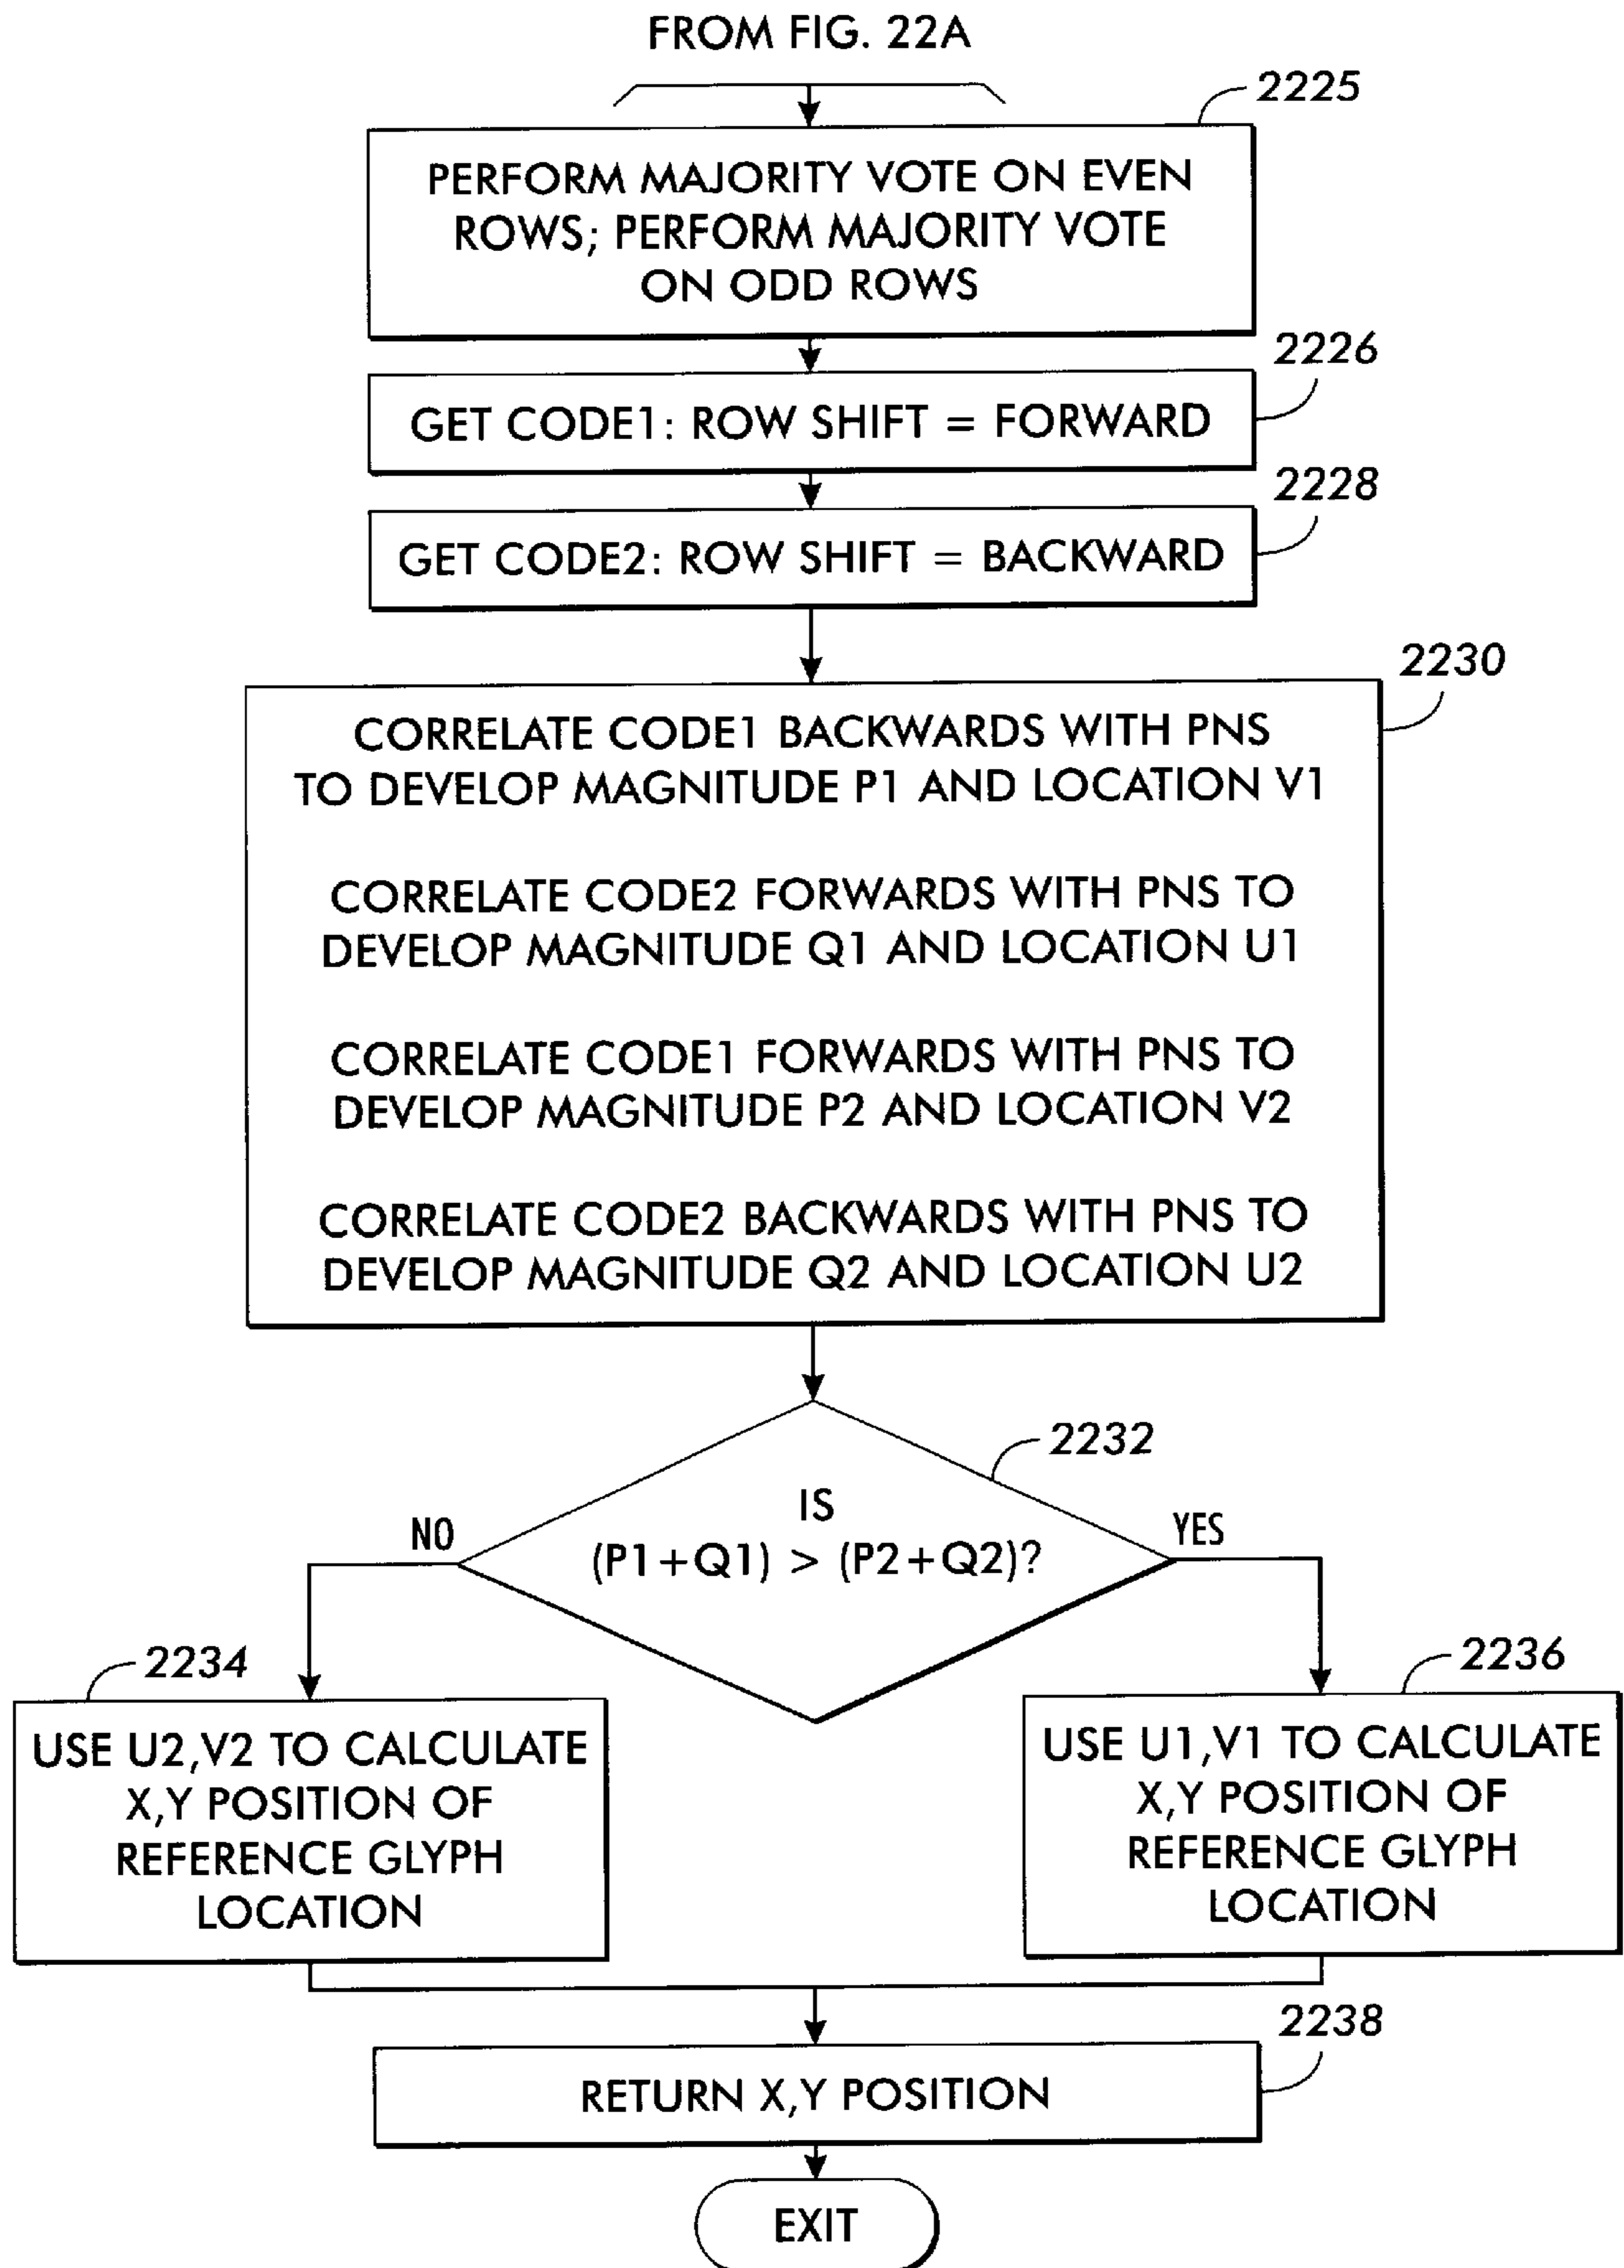 FROM FIG. 22A
2225
PERFORM MAJORITY VOTE ON EVEN
ROWS; PERFORM MAJORITY VOTE
ON ODD ROWS
2226
GET CODE1: ROW SHIFT = FORWARD
2228
GET CODE2: ROW SHIFT = BACKWARD
2230
CORRELATE CODE1 BACKWARDS WITH PNS
TO DEVELOP MAGNITUDE P1 AND LOCATION V1
CORRELATE CODE2 FORWARDS WITH PNS TO
DEVELOP MAGNITUDE Q1 AND LOCATION U1
CORRELATE CODE1 FORWARDS WITH PNS TO
DEVELOP MAGNITUDE P2 AND LOCATION V2
CORRELATE CODE2 BACKWARDS WITH PNS TO
DEVELOP MAGNITUDE Q2 AND LOCATION U2
2232
IS
(P1+Q1) > (P2+Q2)?
NO
YES
2234
USE U2,V2 TO CALCULATE
X,Y POSITION OF
REFERENCE GLYPH
LOCATION
2236
USE U1,V1 TO CALCULATE
X,Y POSITION OF
REFERENCE GLYPH
LOCATION
2238
RETURN X,Y POSITION
EXIT